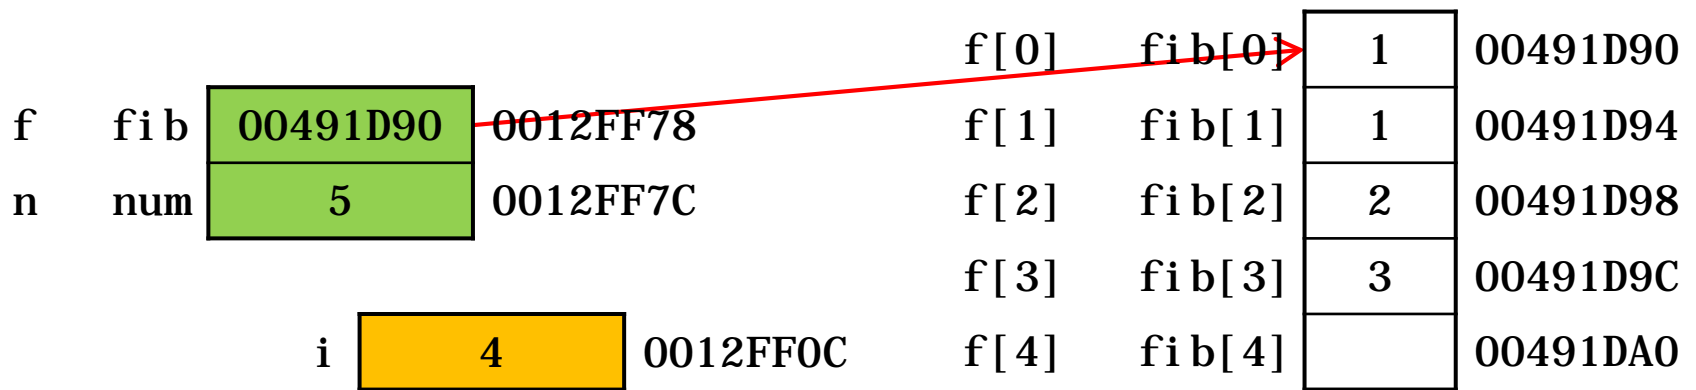 f[0] fib[0] 1 00491D90
f fib 00491D90 0012FF78 f[1] fib[1] 1 00491D94
n num 5 0012FF7C f[2] fib[2] 2 00491D98
f[3] fib[3] 3 00491D9C
i 4 0012FF0C f[4] fib[4] 00491DA0